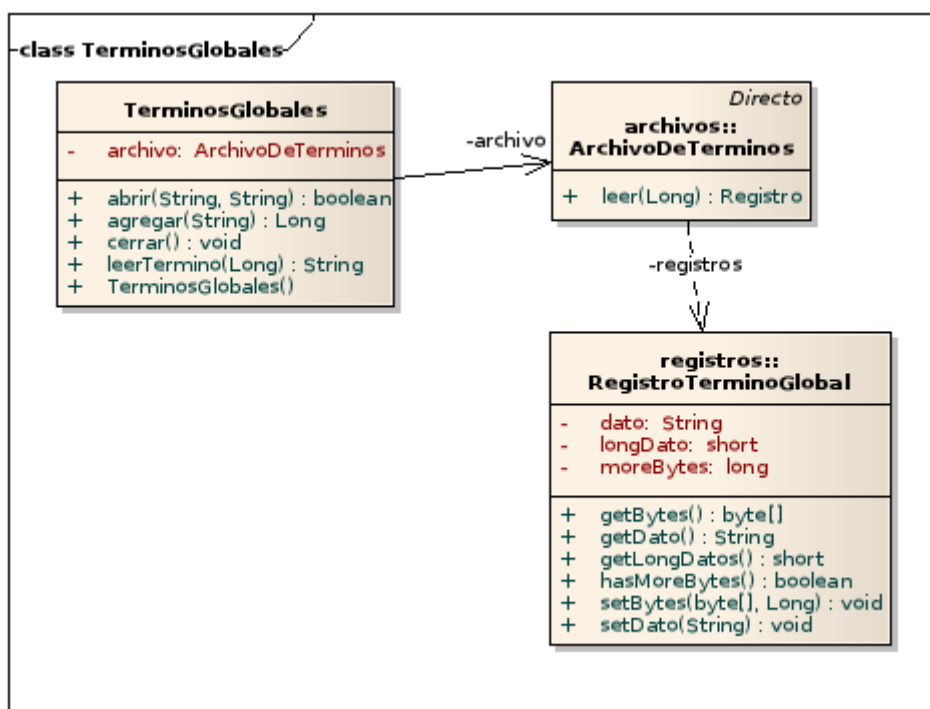 class TerminosGlobales
TerminosGlobales
- archivo: ArchivoDeTerminos
+ abrir(String, String) : boolean
+ agregar(String) : Long
+ cerrar() : void
+ leerTermino(Long) : String
+ TerminosGlobales()
-archivo
Directo
archivos::
ArchivoDeTerminos
+ leer(Long) : Registro
-registros
registros::
RegistroTerminoGlobal
- dato: String
- longDato: short
- moreBytes: long
+ getBytes() : byte[]
+ getDato() : String
+ getLongDatos() : short
+ hasMoreBytes() : boolean
+ setBytes(byte[], Long) : void
+ setDato(String) : void